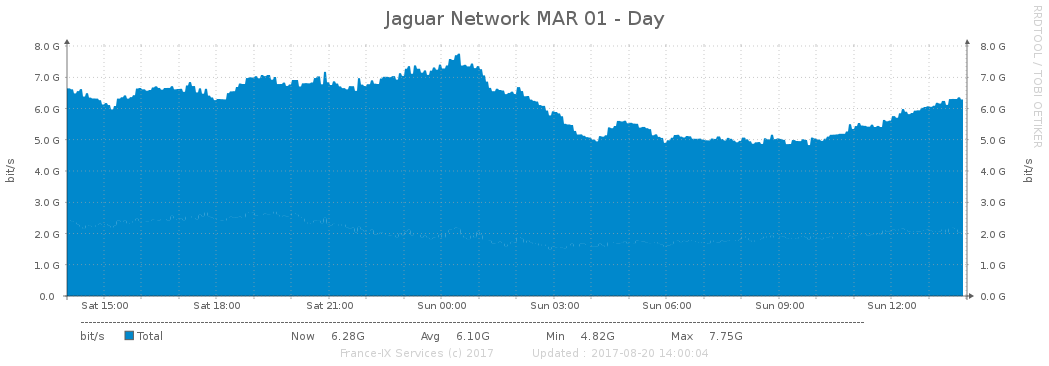 Jaguar Network MAR 01 - Day
RRDTOOL / TOBI OETIKER
bit/s
8.0 G 8.0 G
7.0 G 7.0 G
6.0 G 6.0 G
5.0 G 5.0 G
4.0 G 4.0 G
3.0 G 3.0 G
2.0 G 2.0 G
1.0 G 1.0 G
0.0 0.0 G
bit/s
Sat 15:00 Sat 18:00 Sat 21:00 Sun 00:00 Sun 03:00 Sun 06:00 Sun 09:00 Sun 12:00
bit/s Total Now 6.28G Avg 6.10G Min 4.82G Max 7.75G
France-IX Services (c) 2017 Updated : 2017-08-20 14:00:04